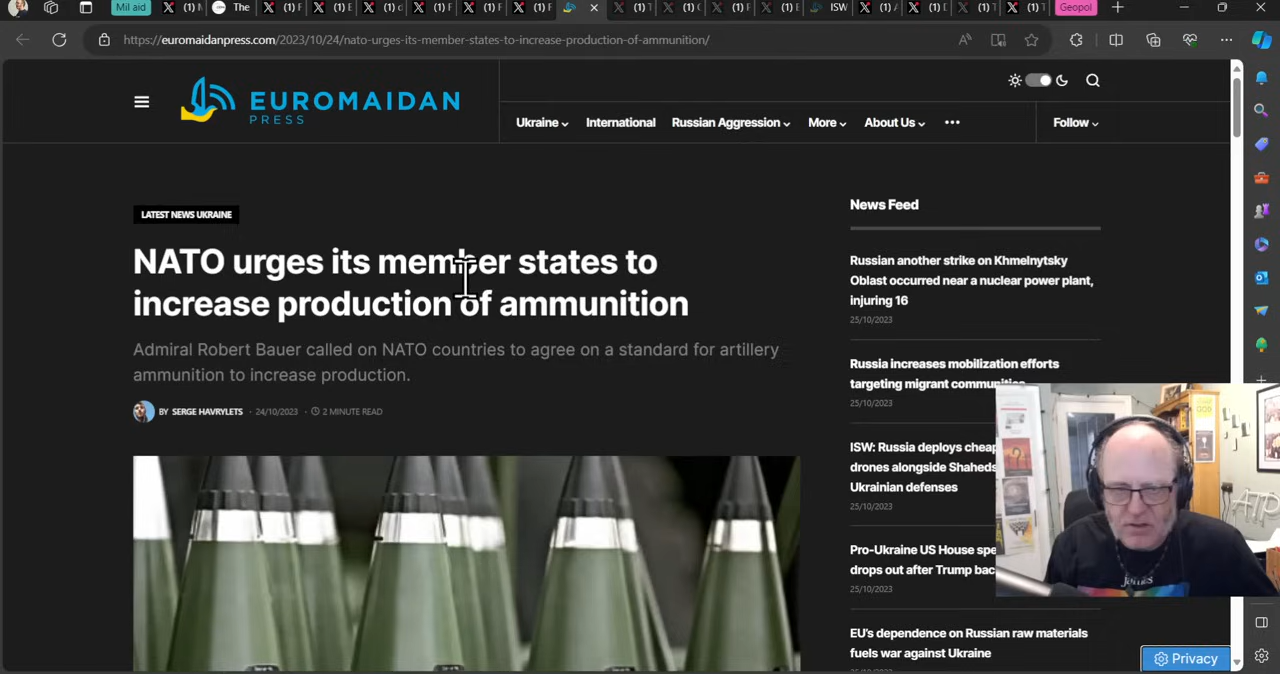 Mil aid
The
ISW
Geopol
https://euromaidanpress.com/2023/10/24/nato-urges-its-member-states-to-increase-production-of-ammunition/
EUROMAIDAN
PRESS
Ukraine
International
Russian Aggression
More
About Us
Follow
LATEST NEWS UKRAINE
NATO urges its member states to
increase production of ammunition
Admiral Robert Bauer called on NATO countries to agree on a standard for artillery
ammunition to increase production.
BY SERGE HAVRYLETS 24/10/2023 2 MINUTE READ
News Feed
Russian another strike on Khmelnytsky
Oblast occurred near a nuclear power plant,
injuring 16
25/10/2023
Russia increases mobilization efforts
targeting migrant communities
25/10/2023
ISW: Russia deploys cheap
drones alongside Shaheds
Ukrainian defenses
25/10/2023
Pro-Ukraine US House
drops out after Trump
25/10/2023
EU's dependence on Russian raw materials
fuels war against Ukraine
Privacy